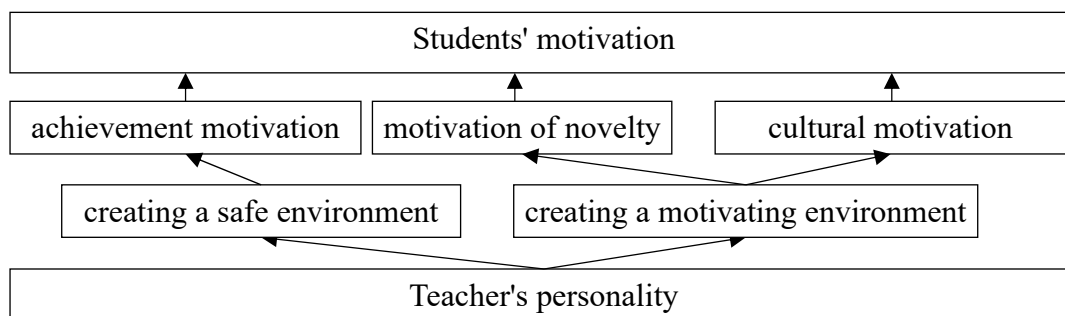 Students' motivation
achievement motivation
motivation of novelty
cultural motivation
creating a safe environment
creating a motivating environment
Teacher's personality